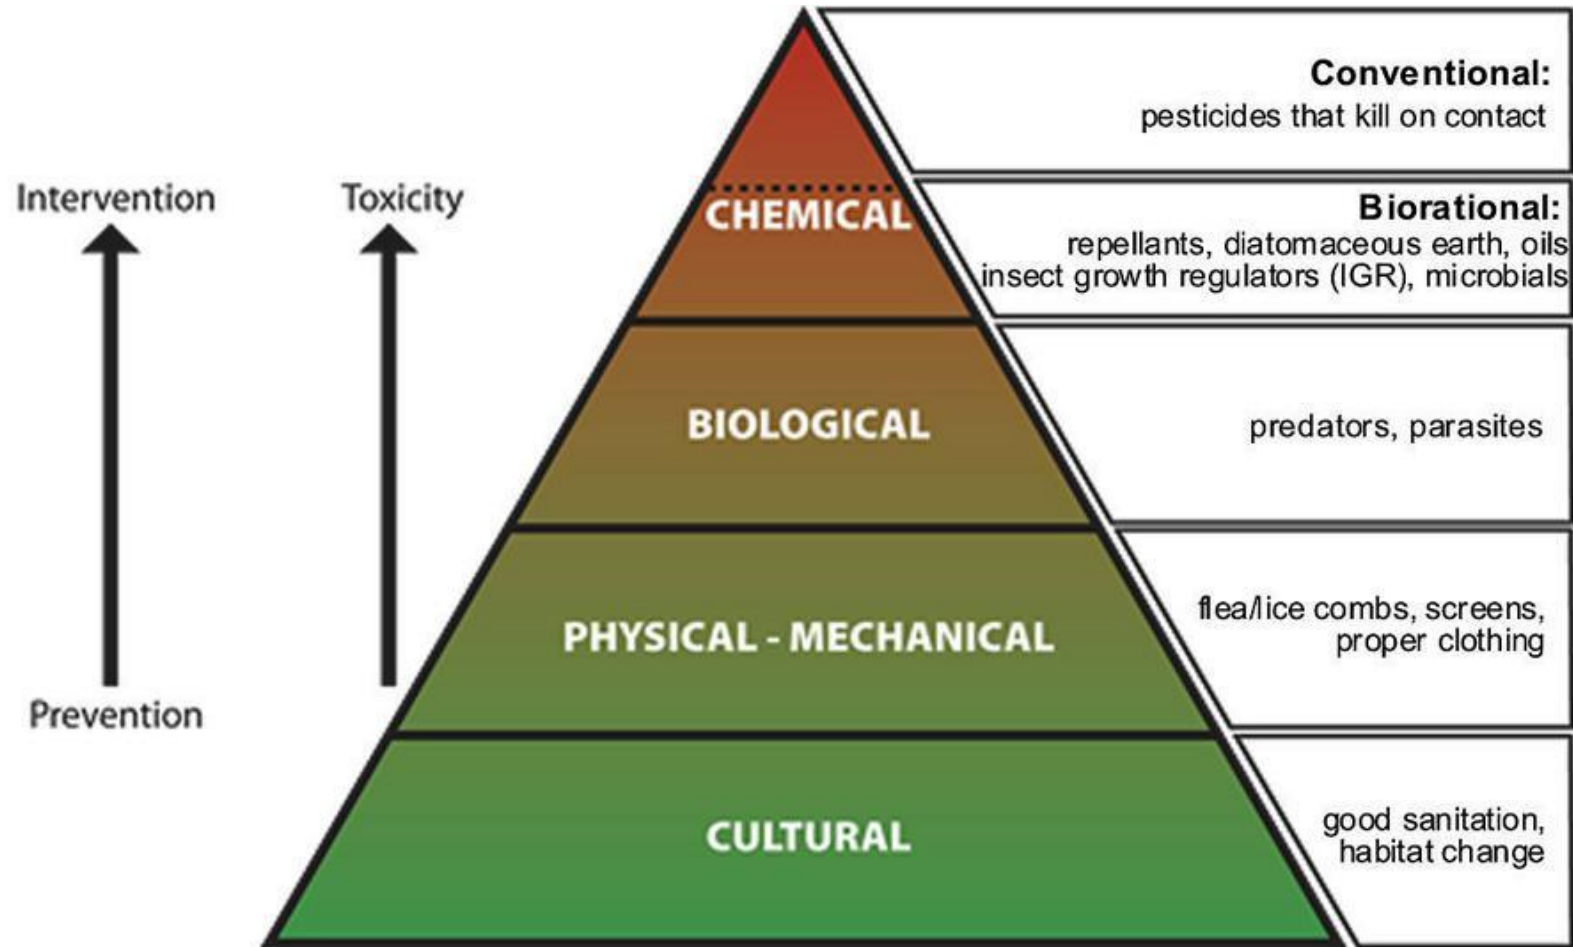 Conventional:
pesticides that kill on contact
Intervention
Toxicity
CHEMICAL
Biorational:
repellants, diatomaceous earth, oils
insect growth regulators (IGR), microbials
BIOLOGICAL
predators, parasites
PHYSICAL - MECHANICAL
flea/lice combs, screens,
proper clothing
Prevention
CULTURAL
good sanitation,
habitat change